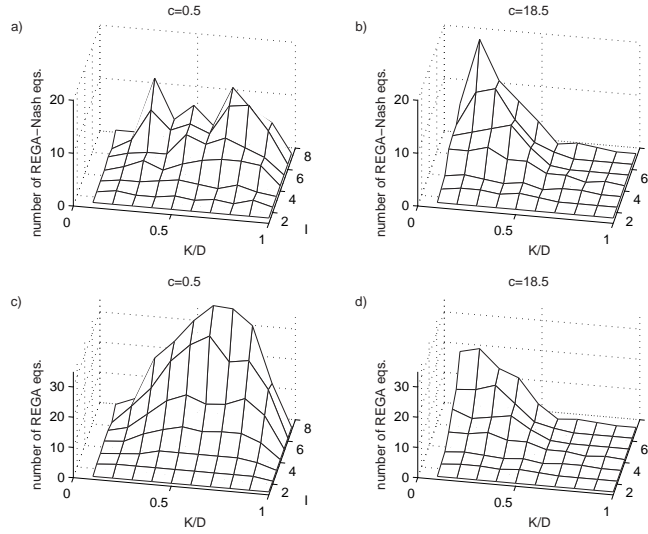 c=0.5
c=18.5
a)
b)
number of REGA−Nash eqs.
20
10
0
0
0.5
1
K/D
2
4
6
8
I
number of REGA−Nash eqs.
20
10
0
0
0.5
1
K/D
2
4
6
8
c=0.5
c=18.5
c)
d)
number of REGA eqs.
30
20
10
0
0
0.5
1
K/D
2
4
6
8
I
number of REGA eqs.
30
20
10
0
0
0.5
1
K/D
2
4
6